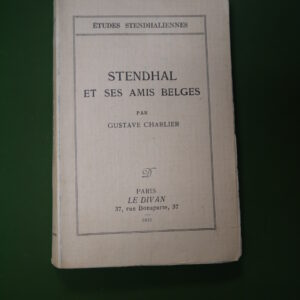 ÉTUDES STENDHALIENNES
STENDHAL
ET SES AMIS BELGES
PAR
GUSTAVE CHARLIER
PARIS
LE DIVAN
37, rue Bonaparte, 37